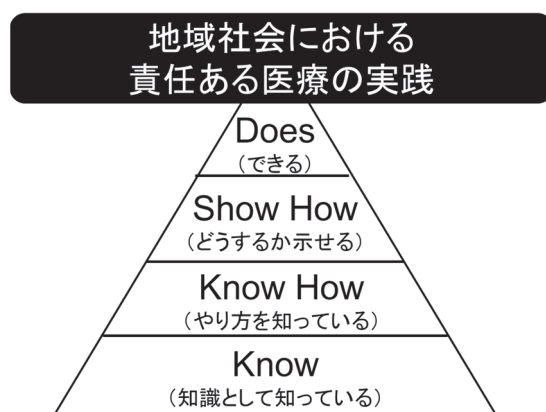 地域社会における
責任ある医療の実践
Does
（できる）
Show How
（どうするか示せる）
Know How
（やり方を知っている）
Know
（知識として知っている）